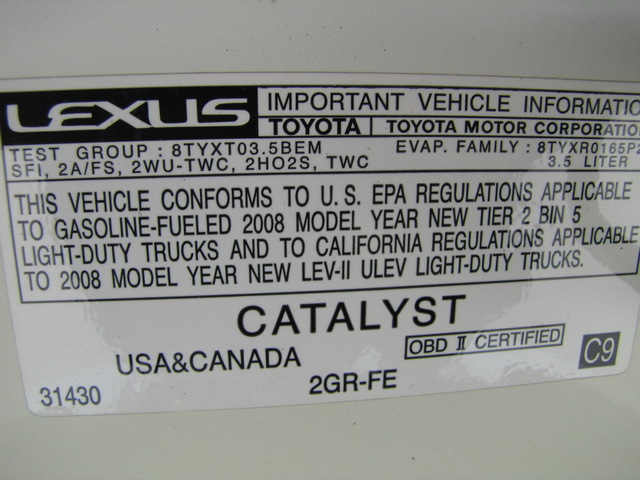 LEXUS IMPORTANT VEHICLE INFORMATIO
TOYOTA TOYOTA MOTOR CORPORATIO
TEST GROUP : 8TYXT03.5BEM EVAP. FAMILY : 8TYXR0165P2
SFI, 2A/FS, 2WU-TWC, 2HO2S, TWC 3.5 LITER
THIS VEHICLE CONFORMS TO U.S. EPA REGULATIONS APPLICABLE
TO GASOLINE-FUELED 2008 MODEL YEAR NEW TIER 2 BIN 5
LIGHT-DUTY TRUCKS AND TO CALIFORNIA REGULATIONS APPLICABLE
TO 2008 MODEL YEAR NEW LEV-II ULEV LIGHT-DUTY TRUCKS.
CATALYST
USA&CANADA OBD II CERTIFIED C9
31430 2GR-FE